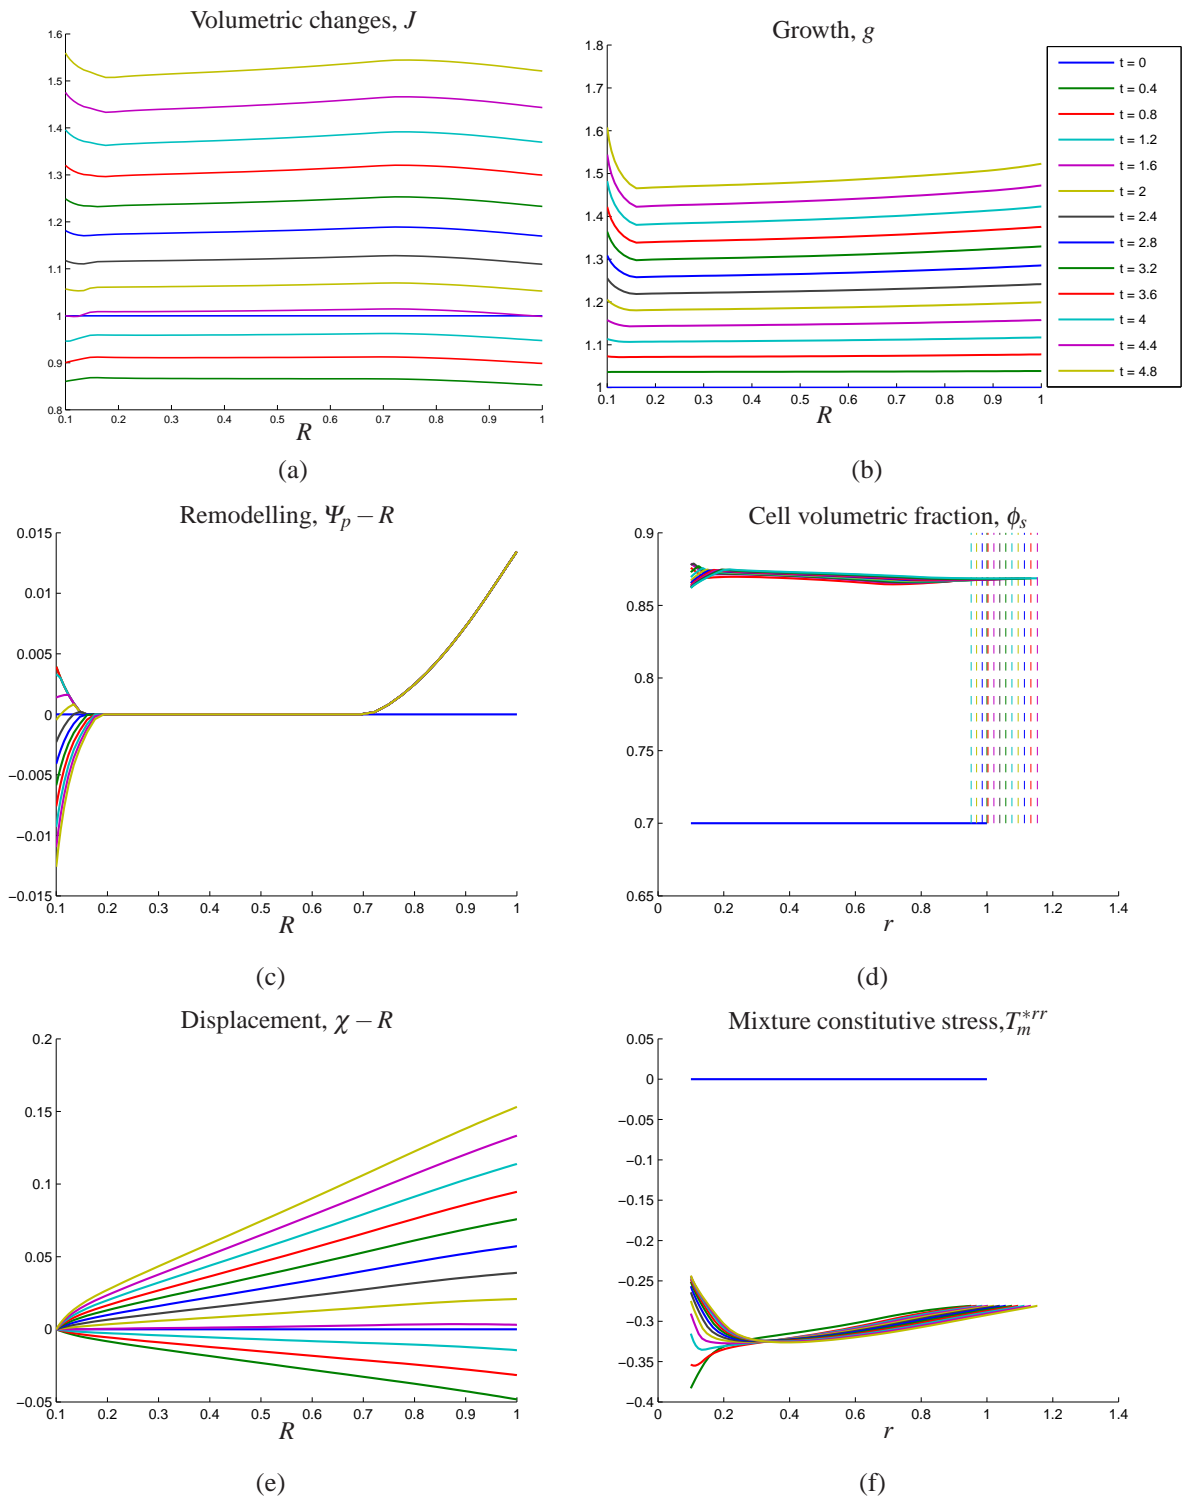 Volumetric changes, J
1.6
1.5
1.4
1.3
1.2
1.1
1
0.9
0.8
0.1 0.2 0.3 0.4 0.5 0.6 0.7 0.8 0.9 1
R
(a)
Growth, g
1.8
1.7
1.6
1.5
1.4
1.3
1.2
1.1
1
0.1 0.2 0.3 0.4 0.5 0.6 0.7 0.8 0.9 1
R
(b)
t = 0
t = 0.4
t = 0.8
t = 1.2
t = 1.6
t = 2
t = 2.4
t = 2.8
t = 3.2
t = 3.6
t = 4
t = 4.4
t = 4.8
Remodelling, Ψp − R
0.015
0.01
0.005
0
−0.005
−0.01
−0.015
0.1 0.2 0.3 0.4 0.5 0.6 0.7 0.8 0.9 1
R
(c)
Cell volumetric fraction, ϕs
0.9
0.85
0.8
0.75
0.7
0.65
0 0.2 0.4 0.6 0.8 1 1.2 1.4
r
(d)
Displacement, χ − R
0.2
0.15
0.1
0.05
0
−0.05
0.1 0.2 0.3 0.4 0.5 0.6 0.7 0.8 0.9 1
R
(e)
Mixture constitutive stress,T*rr m
0.05
0
−0.05
−0.1
−0.15
−0.2
−0.25
−0.3
−0.35
−0.4
0 0.2 0.4 0.6 0.8 1 1.2 1.4
r
(f)